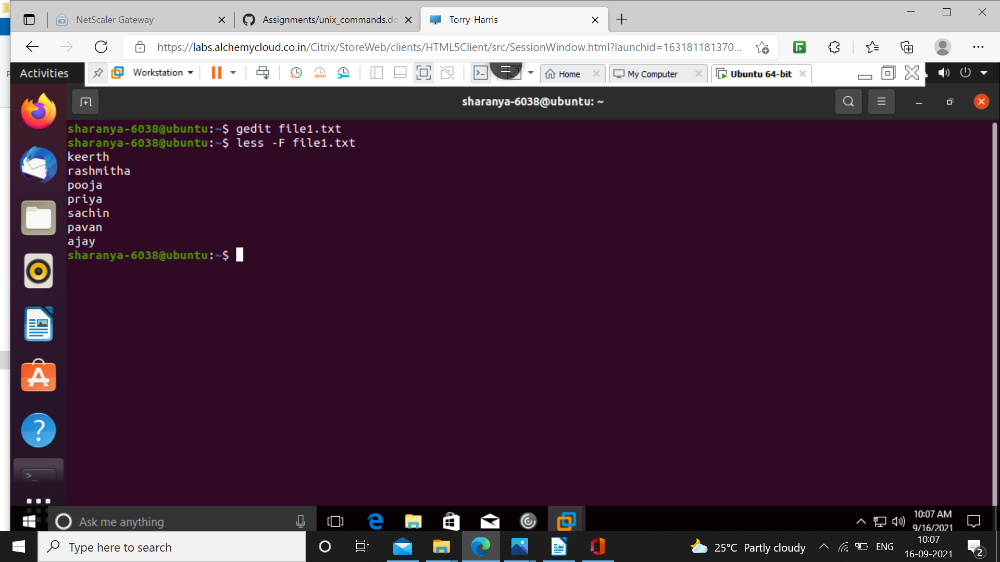 NetScaler Gateway
Assignments/unix_commands.do
Torry-Harris
https://labs.alchemycloud.co.in/Citrix/StoreWeb/clients/HTML5Client/src/SessionWindow.html?launchid=163181181370...
Activities
Workstation
Home
My Computer
Ubuntu 64-bit
sharanya-6038@ubuntu: ~
sharanya-6038@ubuntu:~$ gedit file1.txt
sharanya-6038@ubuntu:~$ less -F file1.txt
keerth
rashmitha
pooja
priya
sachin
pavan
ajay
sharanya-6038@ubuntu:~$
Ask me anything
10:07 AM
9/16/2021
Type here to search
25°C Partly cloudy
ENG
10:07
16-09-2021
2